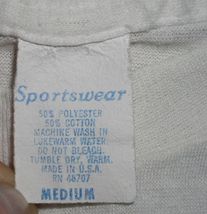 Sportswear
50% POLYESTER
50% COTTON
MACHINE WASH IN
LUKEWARM WATER.
DO NOT BLEACH.
TUMBLE DRY, WARM.
MADE IN U.S.A.
RN 48707
MEDIUM